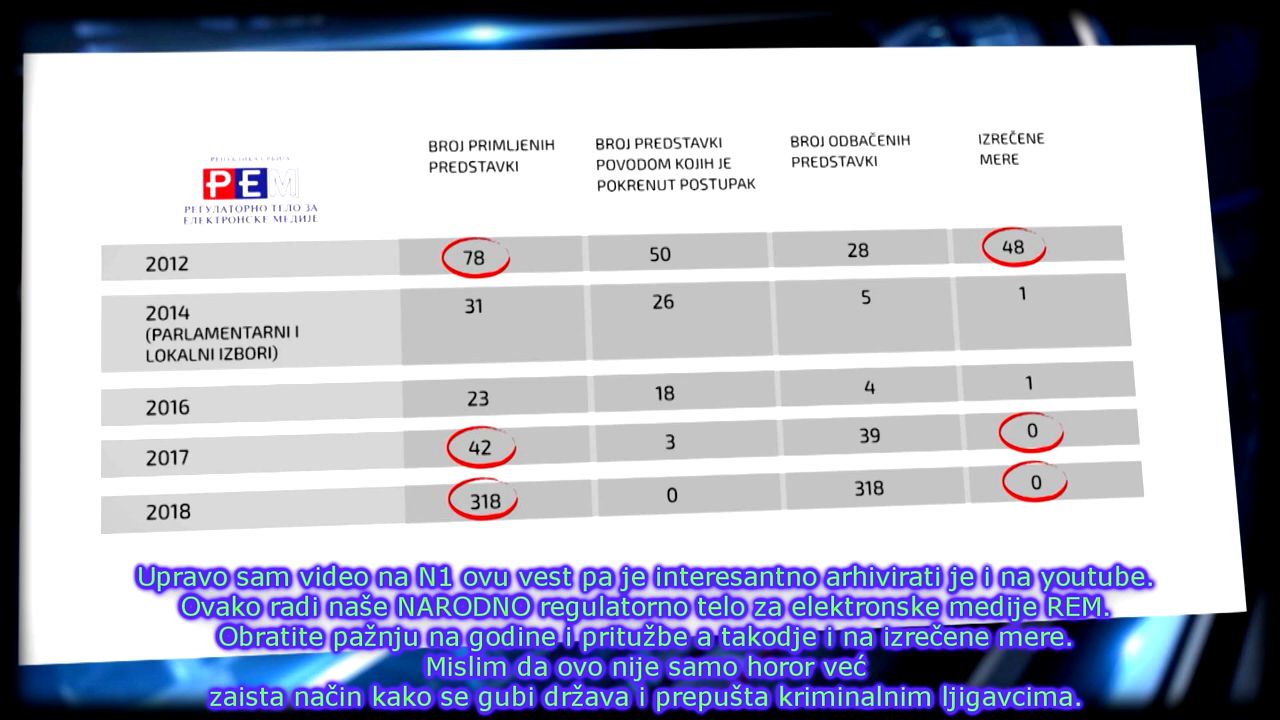 BROJ PRIMLJENIH
PREDSTAVKI
BROJ PREDSTAVKI
POVODOM KOJIH JE
POKRENUT POSTUPAK
BROJ ODBAČENIH
PREDSTAVKI
IZREČENE
MERE
РЕПУБЛИКА СРБИЈА
РЕМ
РЕГУЛАТОРНО ТЕЛО ЗА
ЕЛЕКТРОНСКЕ МЕДИЈЕ
2012 78 50 28 48
2014 31 26 5 1
(PARLAMENTARNI I
LOKALNI IZBORI)
2016 23 18 4 1
2017 42 3 39 0
2018 318 0 318 0
Upravo sam video na N1 ovu vest pa je interesantno arhivirati je i na youtube.
Ovako radi naše NARODNO regulatorno telo za elektronske medije REM.
Obratite pažnju na godine i pritužbe a takodje i na izrečene mere.
Mislim da ovo nije samo horor već
zaista način kako se gubi država i prepušta kriminalnim ljigavcima.